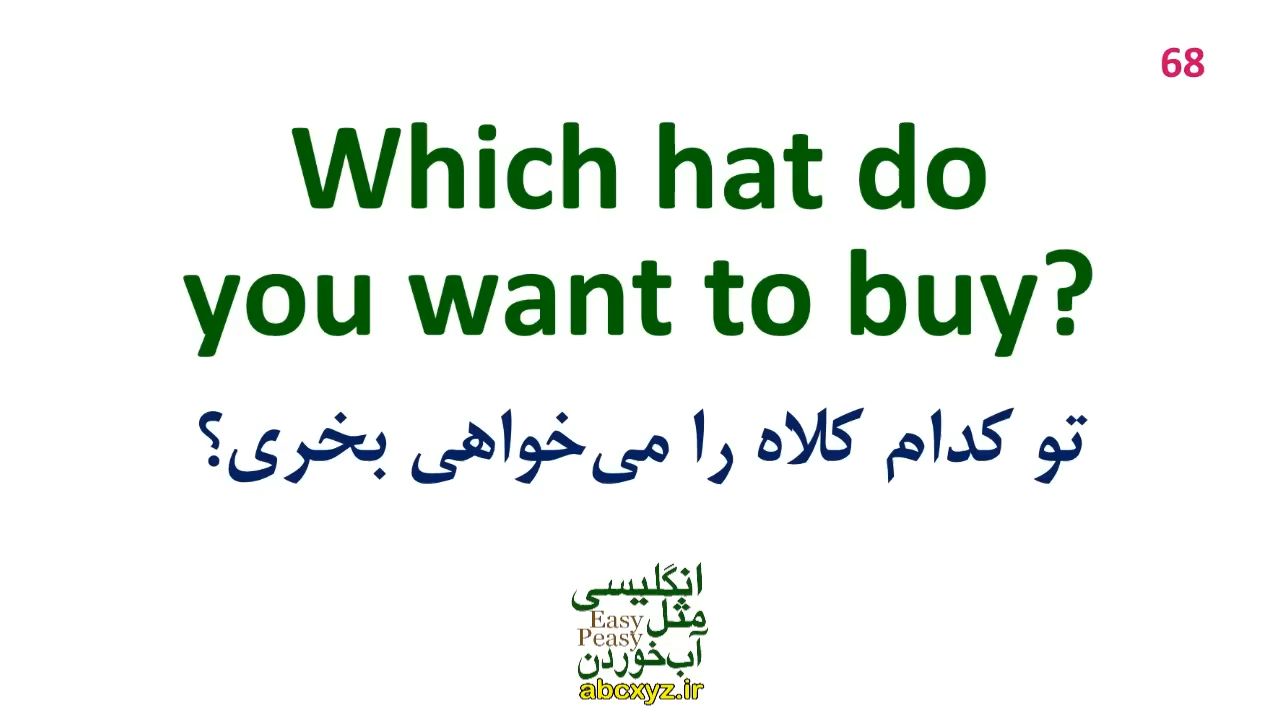 68
Which hat do
you want to buy?
تو کدام کلاه را می‌خواهی بخری؟
انگلیسی
مثل
Easy
Peasy
آب‌خوردن
abcxyz.ir